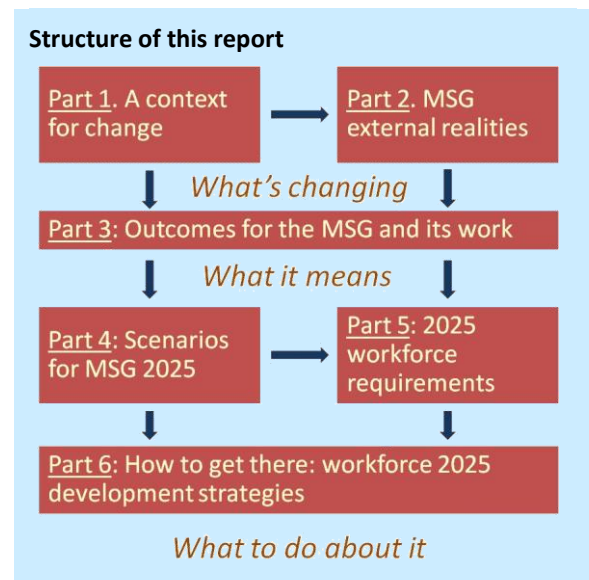 Structure of this report
Part 1. A context
for change
Part 2. MSG
external realities
What's changing
Part 3: Outcomes for the MSG and its work
What it means
Part 4: Scenarios
for MSG 2025
Part 5: 2025
workforce
requirements
Part 6: How to get there: workforce 2025
development strategies
What to do about it